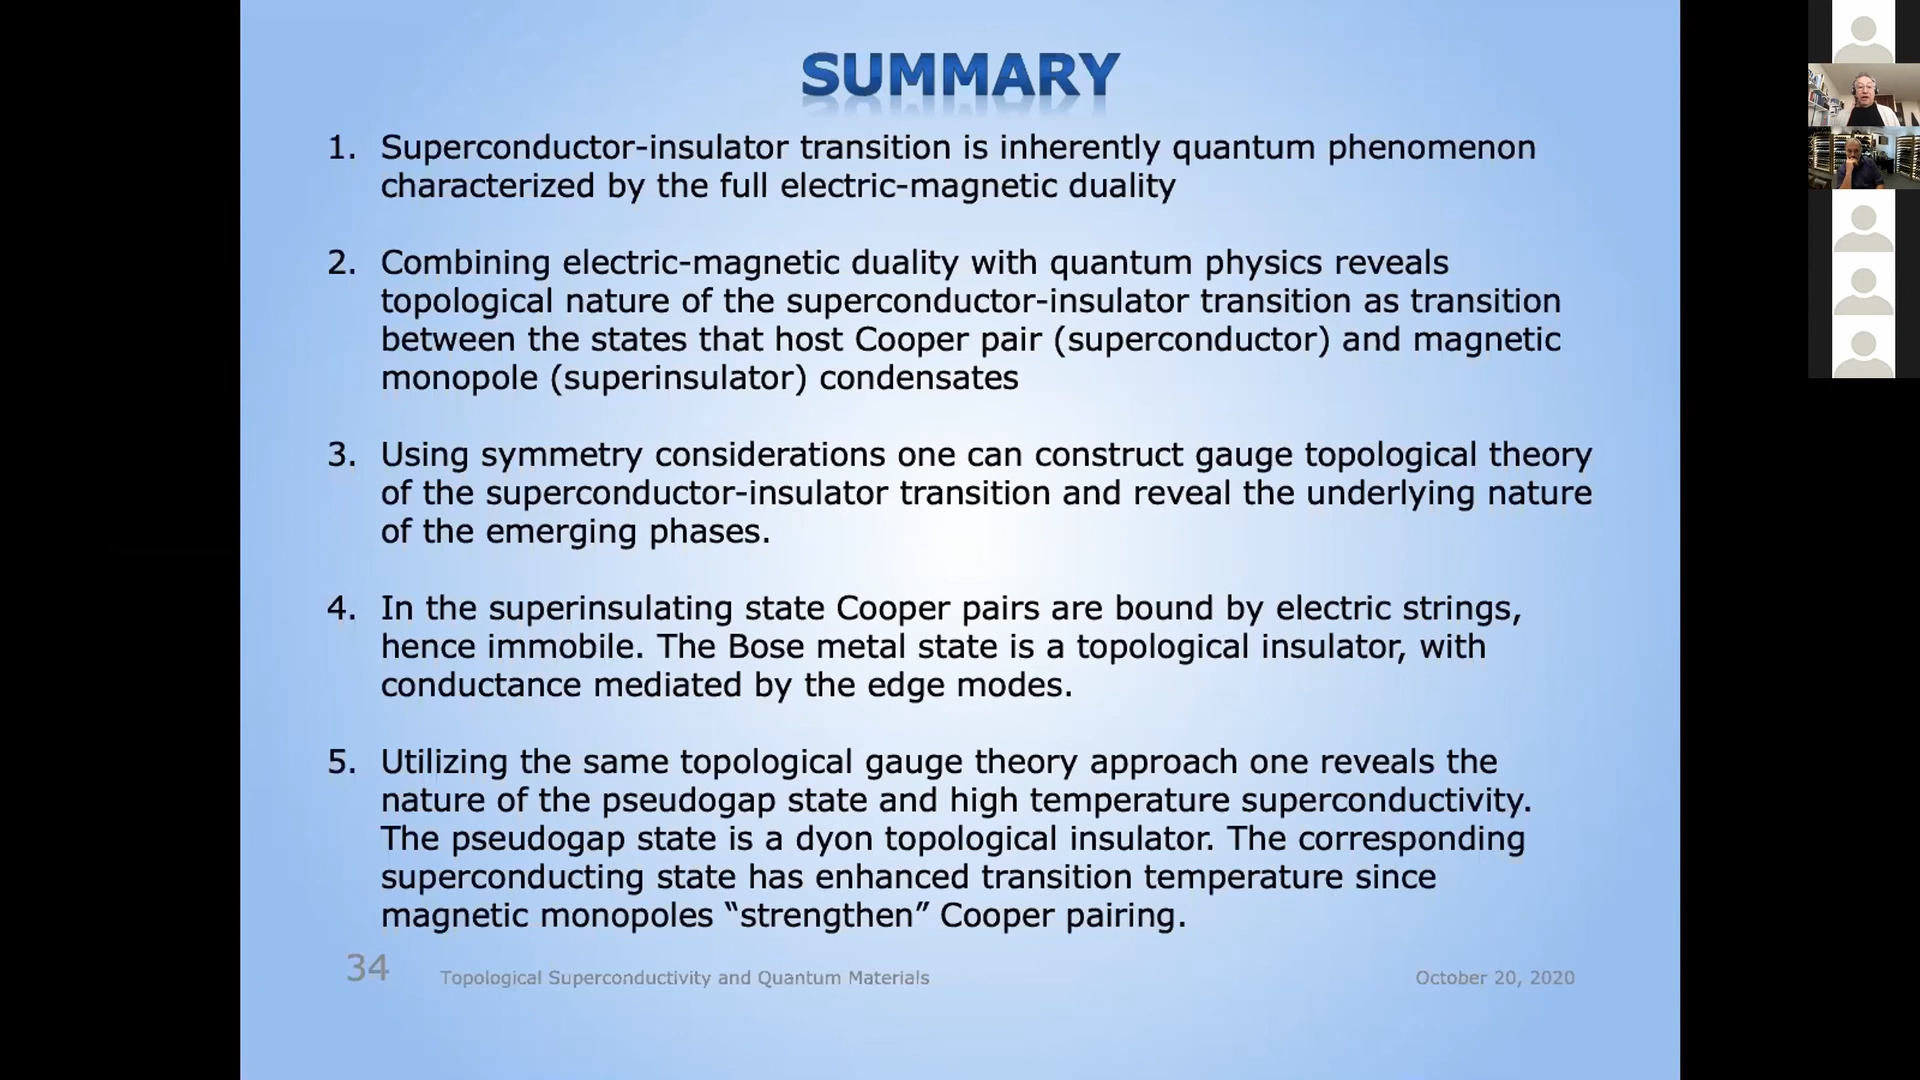 SUMMARY
1. Superconductor-insulator transition is inherently quantum phenomenon
characterized by the full electric-magnetic duality
2. Combining electric-magnetic duality with quantum physics reveals
topological nature of the superconductor-insulator transition as transition
between the states that host Cooper pair (superconductor) and magnetic
monopole (superinsulator) condensates
3. Using symmetry considerations one can construct gauge topological theory
of the superconductor-insulator transition and reveal the underlying nature
of the emerging phases.
4. In the superinsulating state Cooper pairs are bound by electric strings,
hence immobile. The Bose metal state is a topological insulator, with
conductance mediated by the edge modes.
5. Utilizing the same topological gauge theory approach one reveals the
nature of the pseudogap state and high temperature superconductivity.
The pseudogap state is a dyon topological insulator. The corresponding
superconducting state has enhanced transition temperature since
magnetic monopoles “strengthen” Cooper pairing.
34 Topological Superconductivity and Quantum Materials October 20, 2020